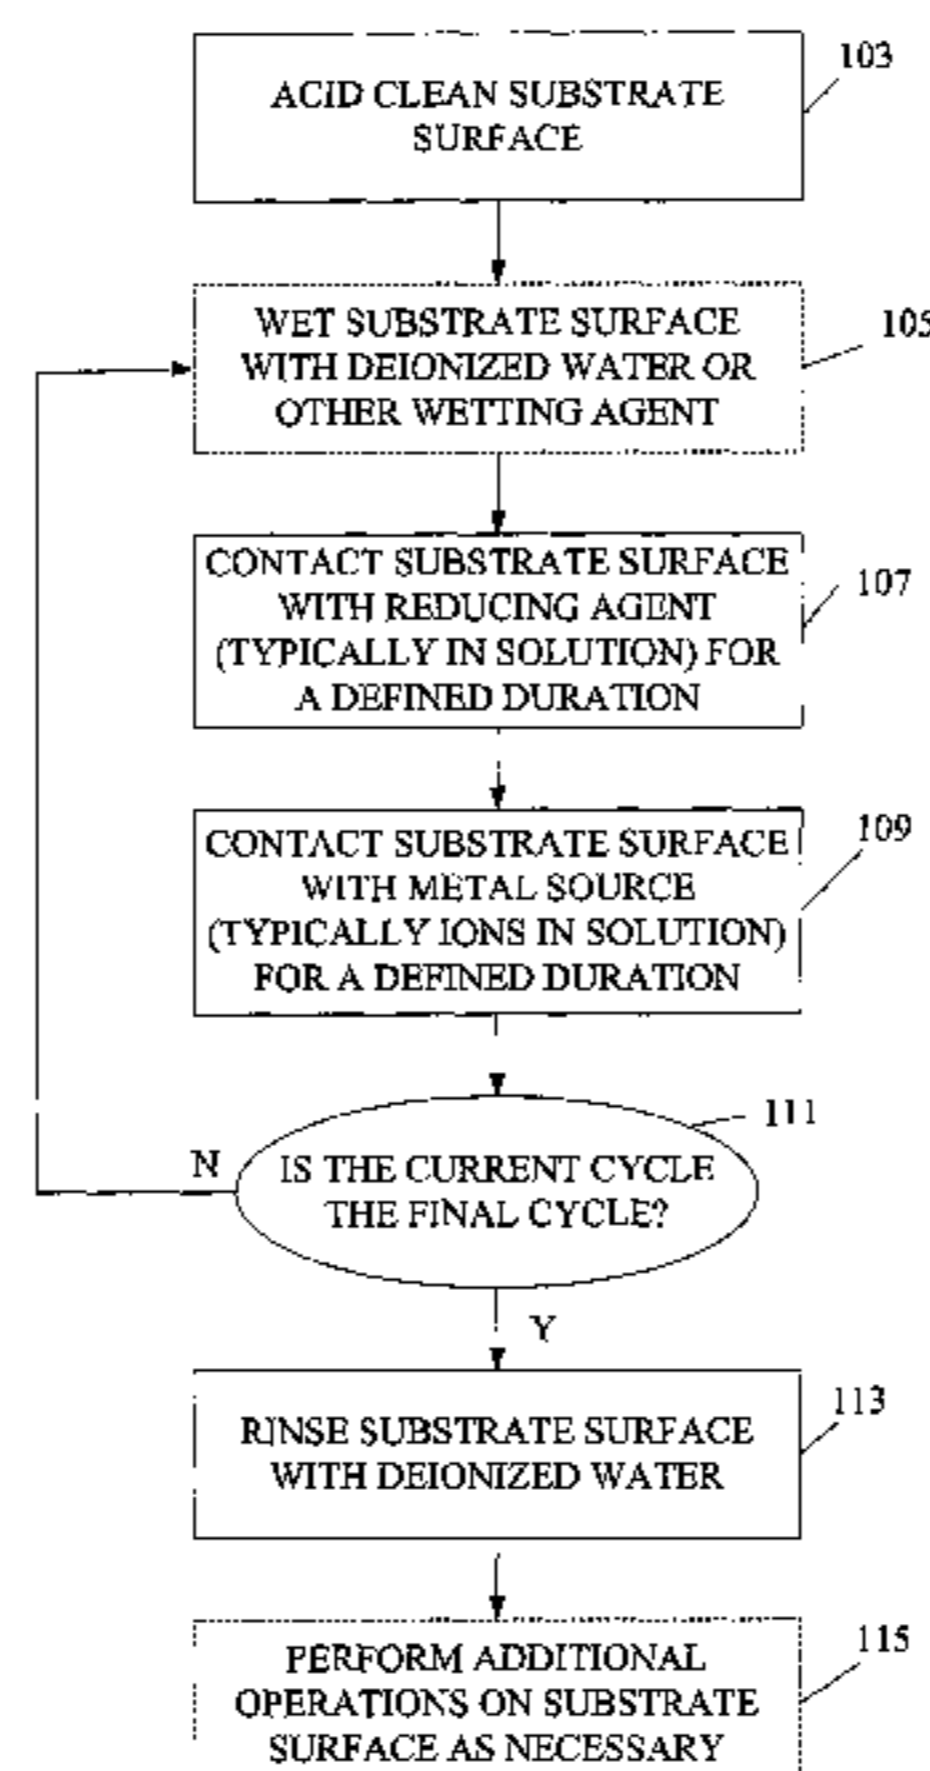 103
ACID CLEAN SUBSTRATE
SURFACE
WET SUBSTRATE SURFACE
WITH DEIONIZED WATER OR
OTHER WETTING AGENT
105
CONTACT SUBSTRATE SURFACE
WITH REDUCING AGENT
(TYPICALLY IN SOLUTION) FOR
A DEFINED DURATION
107
CONTACT SUBSTRATE SURFACE
WITH METAL SOURCE
(TYPICALLY IONS IN SOLUTION)
FOR A DEFINED DURATION
109
111
N
IS THE CURRENT CYCLE
THE FINAL CYCLE?
Y
113
RINSE SUBSTRATE SURFACE
WITH DEIONIZED WATER
115
PERFORM ADDITIONAL
OPERATIONS ON SUBSTRATE
SURFACE AS NECESSARY